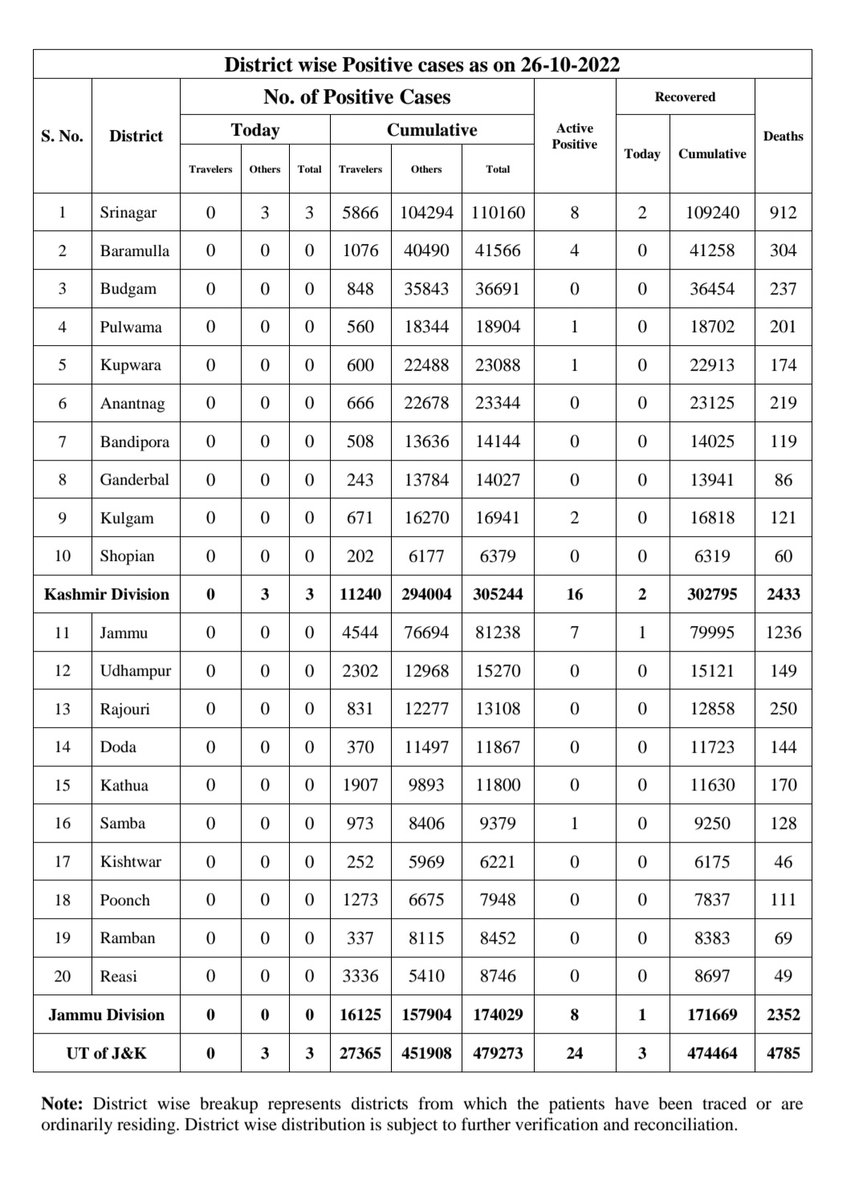 District wise Positive cases as on 26-10-2022
S. No. District No. of Positive Cases Active Positive Recovered Deaths
Today Cumulative Today Cumulative
Travelers Others Total Travelers Others Total
1 Srinagar 0 3 3 5866 104294 110160 8 2 109240 912
2 Baramulla 0 0 0 1076 40490 41566 4 0 41258 304
3 Budgam 0 0 0 848 35843 36691 0 0 36454 237
4 Pulwama 0 0 0 560 18344 18904 1 0 18702 201
5 Kupwara 0 0 0 600 22488 23088 1 0 22913 174
6 Anantnag 0 0 0 666 22678 23344 0 0 23125 219
7 Bandipora 0 0 0 508 13636 14144 0 0 14025 119
8 Ganderbal 0 0 0 243 13784 14027 0 0 13941 86
9 Kulgam 0 0 0 671 16270 16941 2 0 16818 121
10 Shopian 0 0 0 202 6177 6379 0 0 6319 60
Kashmir Division 0 3 3 11240 294004 305244 16 2 302795 2433
11 Jammu 0 0 0 4544 76694 81238 7 1 79995 1236
12 Udhampur 0 0 0 2302 12968 15270 0 0 15121 149
13 Rajouri 0 0 0 831 12277 13108 0 0 12858 250
14 Doda 0 0 0 370 11497 11867 0 0 11723 144
15 Kathua 0 0 0 1907 9893 11800 0 0 11630 170
16 Samba 0 0 0 973 8406 9379 1 0 9250 128
17 Kishtwar 0 0 0 252 5969 6221 0 0 6175 46
18 Poonch 0 0 0 1273 6675 7948 0 0 7837 111
19 Ramban 0 0 0 337 8115 8452 0 0 8383 69
20 Reasi 0 0 0 3336 5410 8746 0 0 8697 49
Jammu Division 0 0 0 16125 157904 174029 8 1 171669 2352
UT of J&K 0 3 3 27365 451908 479273 24 3 474464 4785
Note: District wise breakup represents districts from which the patients have been traced or are
ordinarily residing. District wise distribution is subject to further verification and reconciliation.